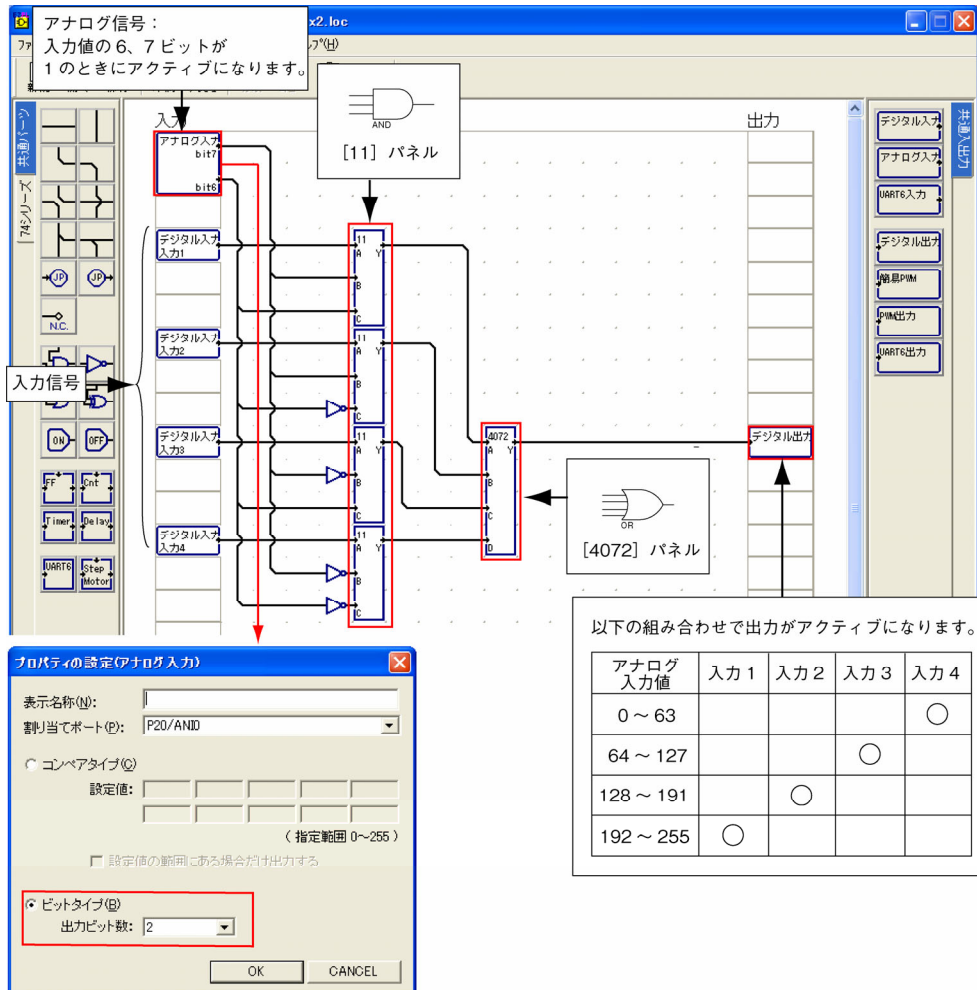 アナログ信号：
入力値の6、7ビットが
1のときにアクティブになります。
x2.loc
ﾌﾟ(H)
AND
[11] パネル
共通パーツ
74シリーズ
入力
出力
アナログ入力
bit7
bit6
デジタル入力
入力1
デジタル入力
入力2
デジタル入力
入力3
デジタル入力
入力4
11
A Y
B
C
11
A Y
B
C
11
A Y
B
C
11
A Y
B
C
4072
A Y
B
C
D
デジタル出力
入力信号
JP
JP
N.C.
ON
OFF
FF
Cnt
Timer
Delay
UART6
Step
Motor
OR
[4072] パネル
共通入出力
デジタル入力
アナログ入力
UART6入力
デジタル出力
簡易PWM
PWM出力
UART6出力
プロパティの設定(アナログ入力)
表示名称(N):
割り当てポート(P): P20/ANI0
コンペアタイプ(C)
設定値:
(指定範囲 0～255)
設定値の範囲にある場合だけ出力する
ビットタイプ(B)
出力ビット数: 2
OK CANCEL
以下の組み合わせで出力がアクティブになります。
アナログ
入力値 入力1 入力2 入力3 入力4
0～63 ○
64～127 ○
128～191 ○
192～255 ○